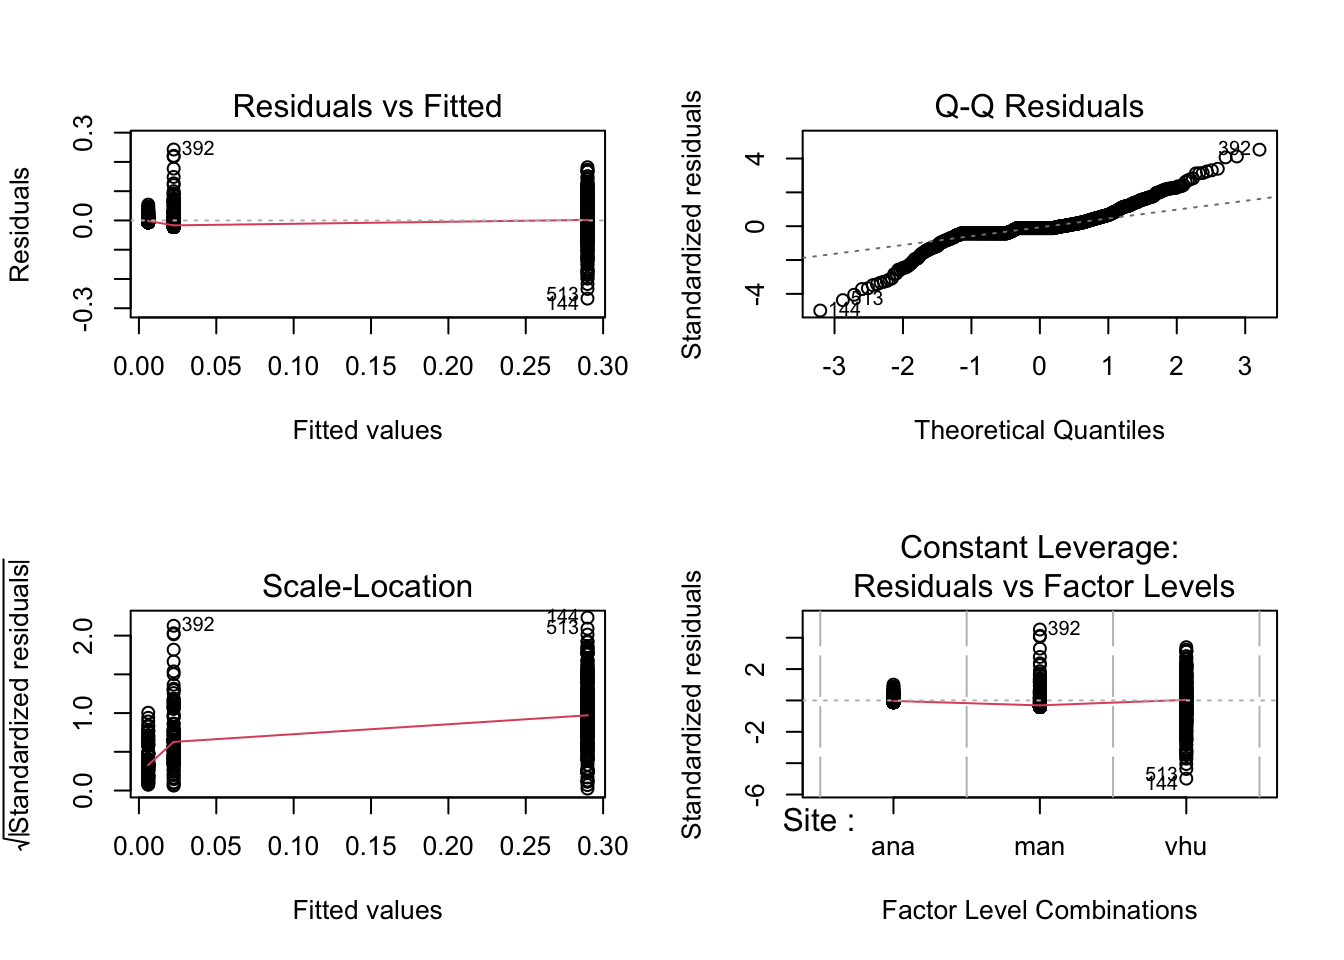 Residuals vs Fitted
Residuals
0.3
0.0
-0.3
392
513
144
0.00 0.05 0.10 0.15 0.20 0.25 0.30
Fitted values
Q-Q Residuals
Standardized residuals
4
0
-4
392
513
144
-3 -2 -1 0 1 2 3
Theoretical Quantiles
Scale-Location
√|Standardized residuals|
2.0
1.0
0.0
392
144
513
0.00 0.05 0.10 0.15 0.20 0.25 0.30
Fitted values
Constant Leverage:
Residuals vs Factor Levels
Standardized residuals
2
-2
-6
392
513
144
Site :
ana man vhu
Factor Level Combinations